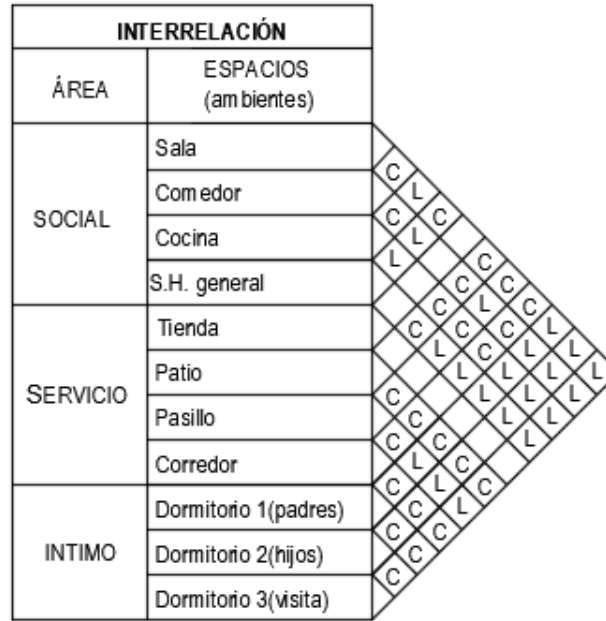 INTERRELACIÓN
ÁREA
ESPACIOS
(ambientes)
SOCIAL
Sala
Comedor
Cocina
S.H. general
SERVICIO
Tienda
Patio
Pasillo
Corredor
INTIMO
Dormitorio 1(padres)
Dormitorio 2(hijos)
Dormitorio 3(visita)
C
L
C C
L
L C
C C
C L C
C C C L
L C L L
L L L L
C L L L
C L L
C C L
L C
C L C
C L
C C
C
C